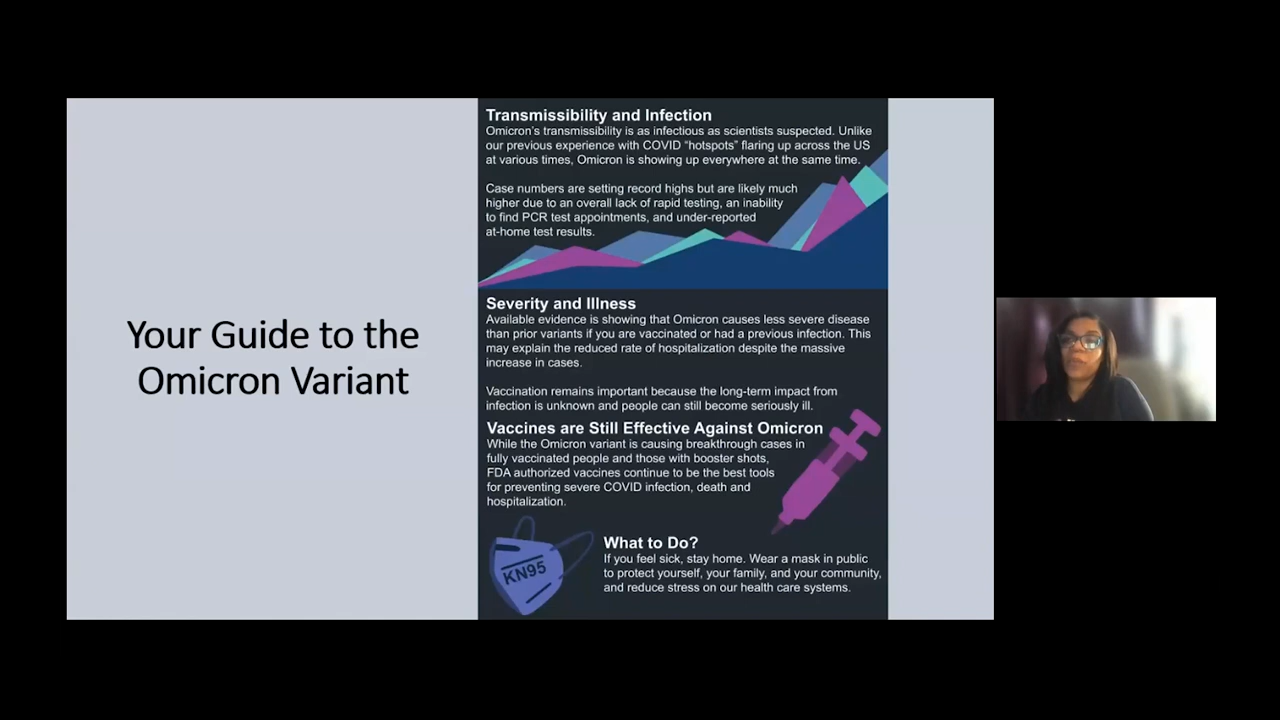 Your Guide to the
Omicron Variant
Transmissibility and Infection
Omicron's transmissibility is as infectious as scientists suspected. Unlike
our previous experience with COVID “hotspots” flaring up across the US
at various times, Omicron is showing up everywhere at the same time.
Case numbers are setting record highs but are likely much
higher due to an overall lack of rapid testing, an inability
to find PCR test appointments, and under-reported
at-home test results.
Severity and Illness
Available evidence is showing that Omicron causes less severe disease
than prior variants if you are vaccinated or had a previous infection. This
may explain the reduced rate of hospitalization despite the massive
increase in cases.
Vaccination remains important because the long-term impact from
infection is unknown and people can still become seriously ill.
Vaccines are Still Effective Against Omicron
While the Omicron variant is causing breakthrough cases in
fully vaccinated people and those with booster shots,
FDA authorized vaccines continue to be the best tools
for preventing severe COVID infection, death and
hospitalization.
KN95
What to Do?
If you feel sick, stay home. Wear a mask in public
to protect yourself, your family, and your community,
and reduce stress on our health care systems.